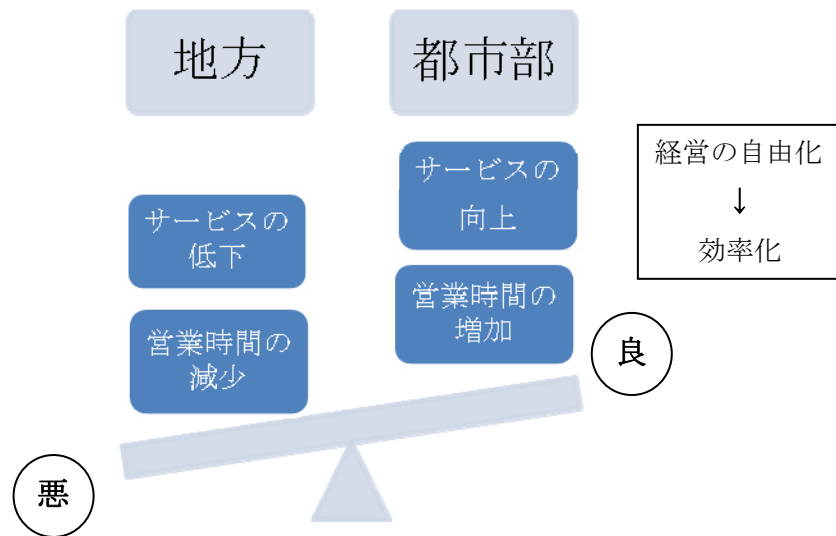 地方
都市部
サービスの
向上
経営の自由化
↓
効率化
サービスの
低下
営業時間の
増加
営業時間の
減少
良
悪